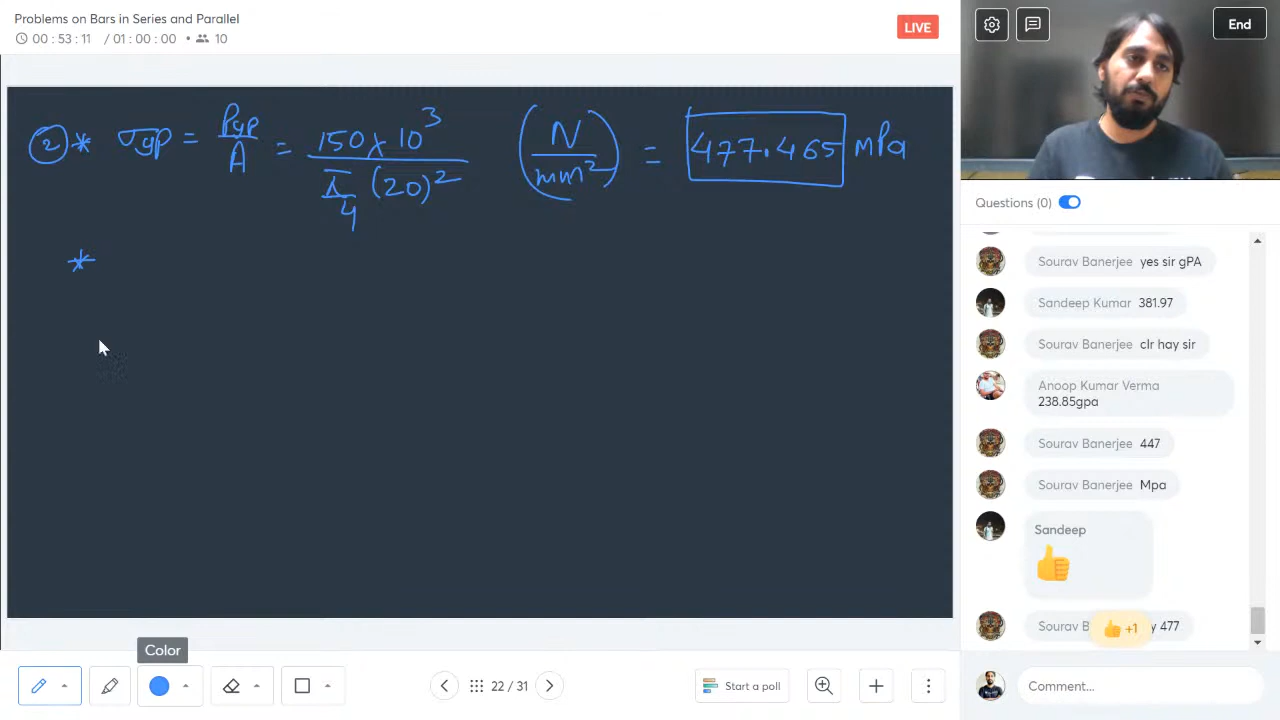 Problems on Bars in Series and Parallel
00 : 53 : 11 / 01 : 00 : 00 • 10
LIVE
End
② * σyp = Pyp / A = 150 x 10³ / π/4 (20)² (N / mm²) = 477.465 mPa
*
Questions (0)
Sourav Banerjee yes sir gPA
Sandeep Kumar 381.97
Sourav Banerjee clr hay sir
Anoop Kumar Verma
238.85gpa
Sourav Banerjee 447
Sourav Banerjee Mpa
Sandeep
Sourav B +1 y 477
Color
22 / 31
Start a poll
Comment...